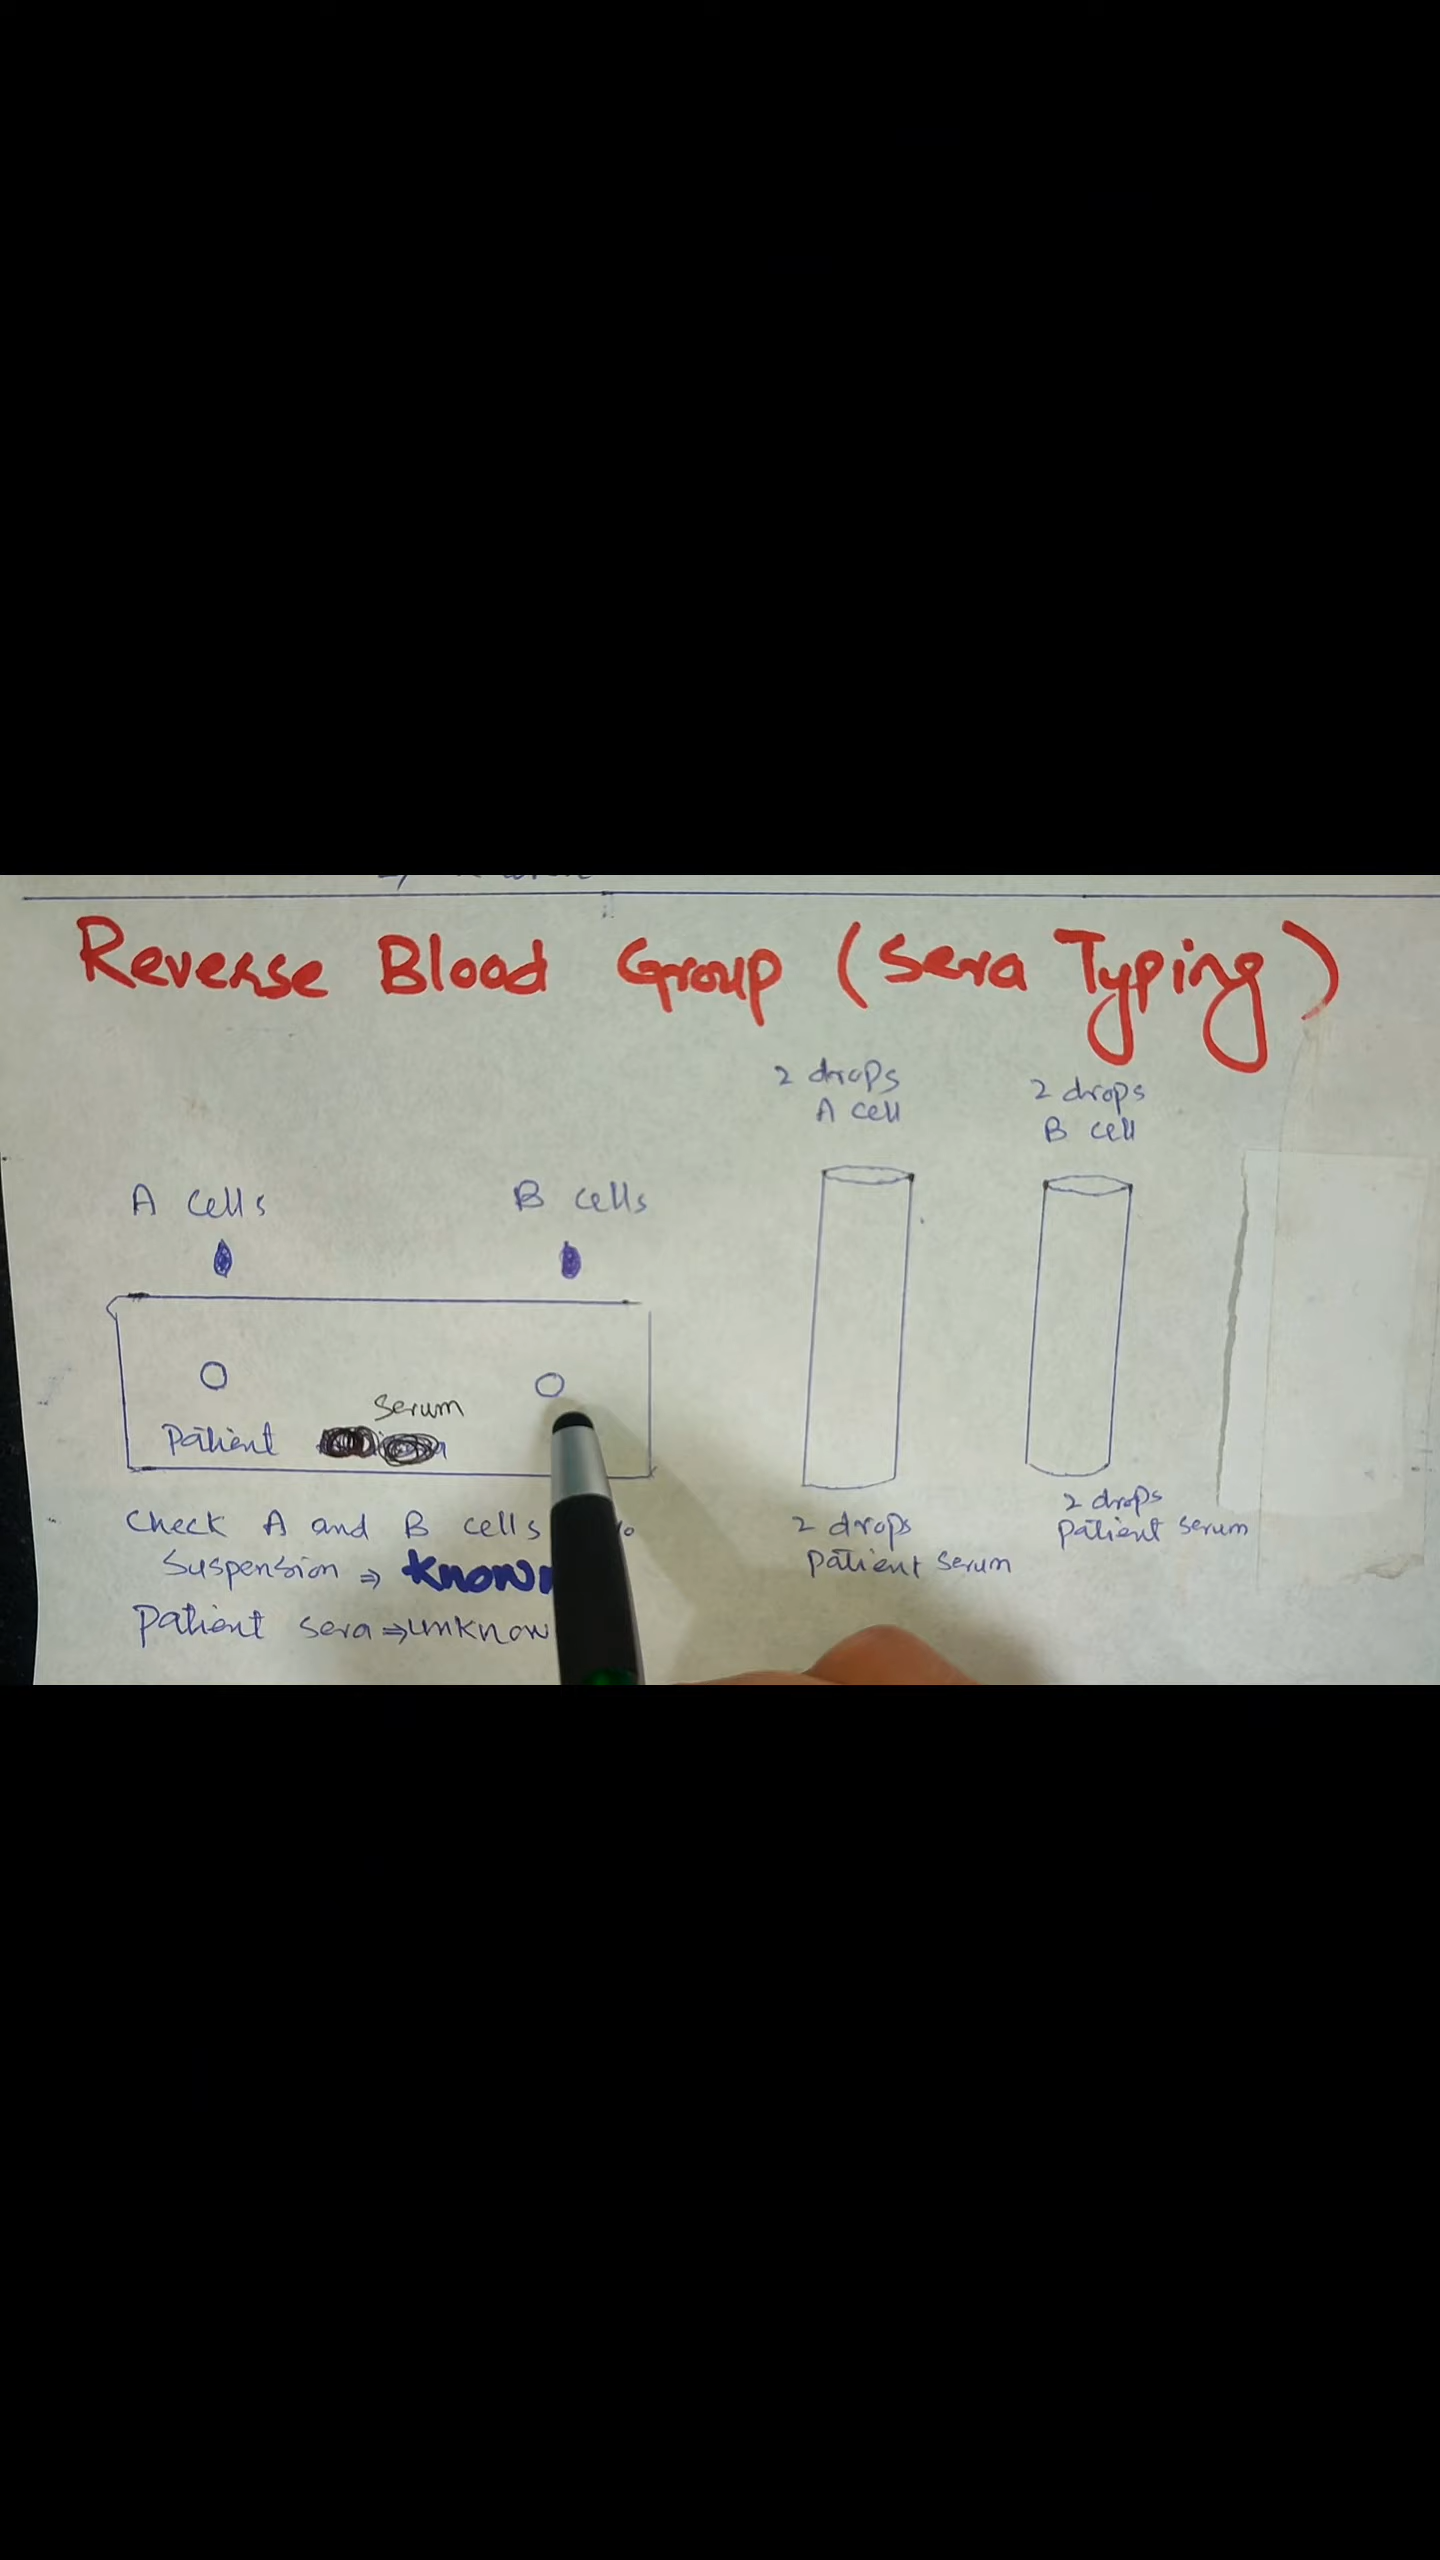 Reverse Blood Group (Sera Typing)
2 drops
A cell
2 drops
B cell
A cells
B cells
Serum
Patient
Check A and B cells
Suspension ⇒ Known
Patient sera ⇒ unknow
2 drops
patient serum
2 drops
patient serum